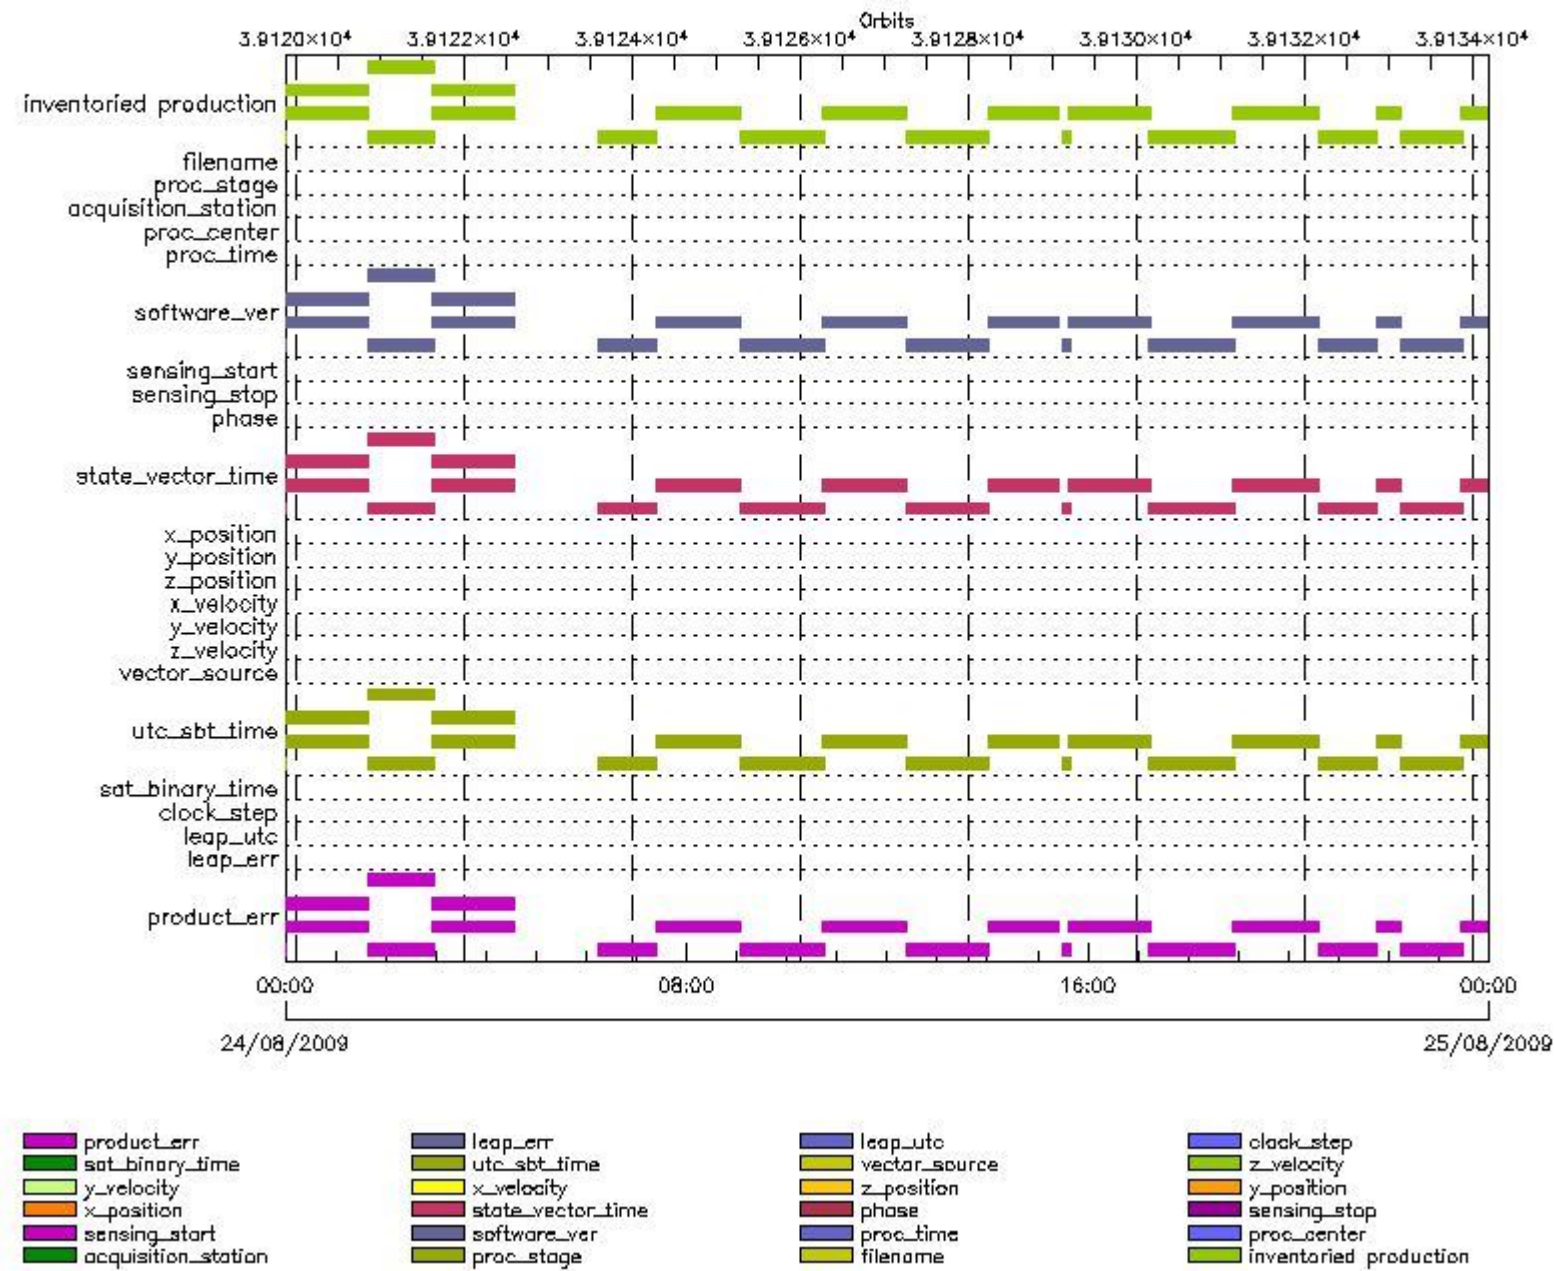 Orbits
3.9120×10⁴ 3.9122×10⁴ 3.9124×10⁴ 3.9126×10⁴ 3.9128×10⁴ 3.9130×10⁴ 3.9132×10⁴ 3.9134×10⁴
inventoried production
filename
proc_stage
acquisition_station
proc_center
proc_time
software_ver
sensing_start
sensing_stop
phase
state_vector_time
x_position
y_position
z_position
x_velocity
y_velocity
z_velocity
vector_source
utc_sbt_time
sat_binary_time
clock_step
leap_utc
leap_err
product_err
00:00 08:00 16:00 00:00
24/08/2009 25/08/2009
product_err leap_err leap_utc clock_step
sat_binary_time utc_sbt_time vector_source z_velocity
y_velocity x_velocity z_position y_position
x_position state_vector_time phase sensing_stop
sensing_start software_ver proc_time proc_center
acquisition_station proc_stage filename inventoried production